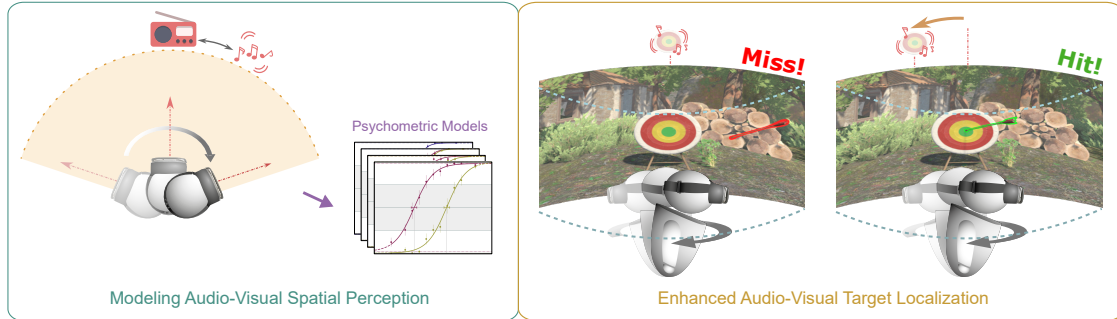 Psychometric Models
Modeling Audio-Visual Spatial Perception
Miss!
Hit!
Enhanced Audio-Visual Target Localization